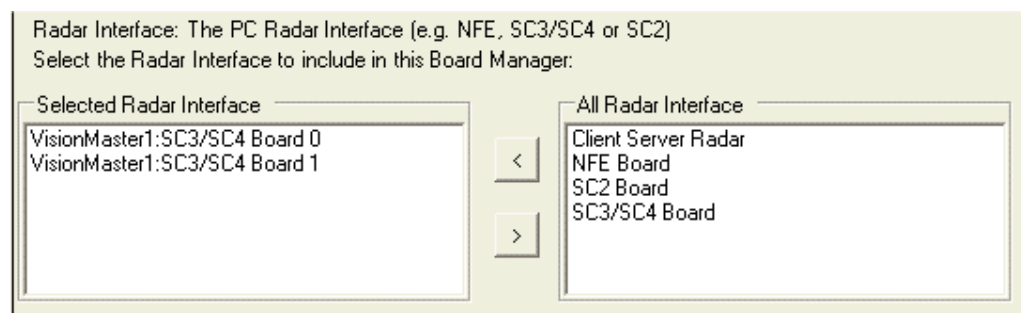 Radar Interface: The PC Radar Interface (e.g. NFE, SC3/SC4 or SC2)
Select the Radar Interface to include in this Board Manager:
Selected Radar Interface
VisionMaster1:SC3/SC4 Board 0
VisionMaster1:SC3/SC4 Board 1
<
>
All Radar Interface
Client Server Radar
NFE Board
SC2 Board
SC3/SC4 Board